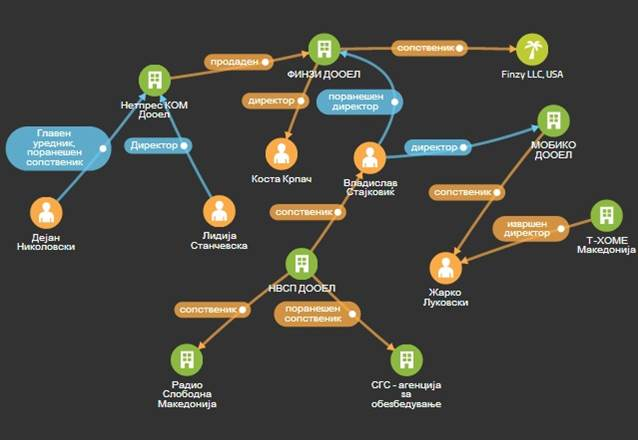 продаден
сопственик
ФИНЗИ ДООЕЛ
Finzy LLC, USA
Нетпрес КОМ
Дооел
директор
поранешен
директор
Главен
уредник,
поранешен
сопственик
Директор
директор
МОБИКО
ДООЕЛ
Коста Крпач
Владислав
Стајковиќ
сопственик
сопственик
извршен
директор
Дејан
Николовски
Лидија
Станчевска
Т-ХОМЕ
Македонија
НВСП ДООЕЛ
Жарко
Луковски
сопственик
поранешен
сопственик
Радио
Слободна
Македонија
СГС - агенција
за
обезбедување